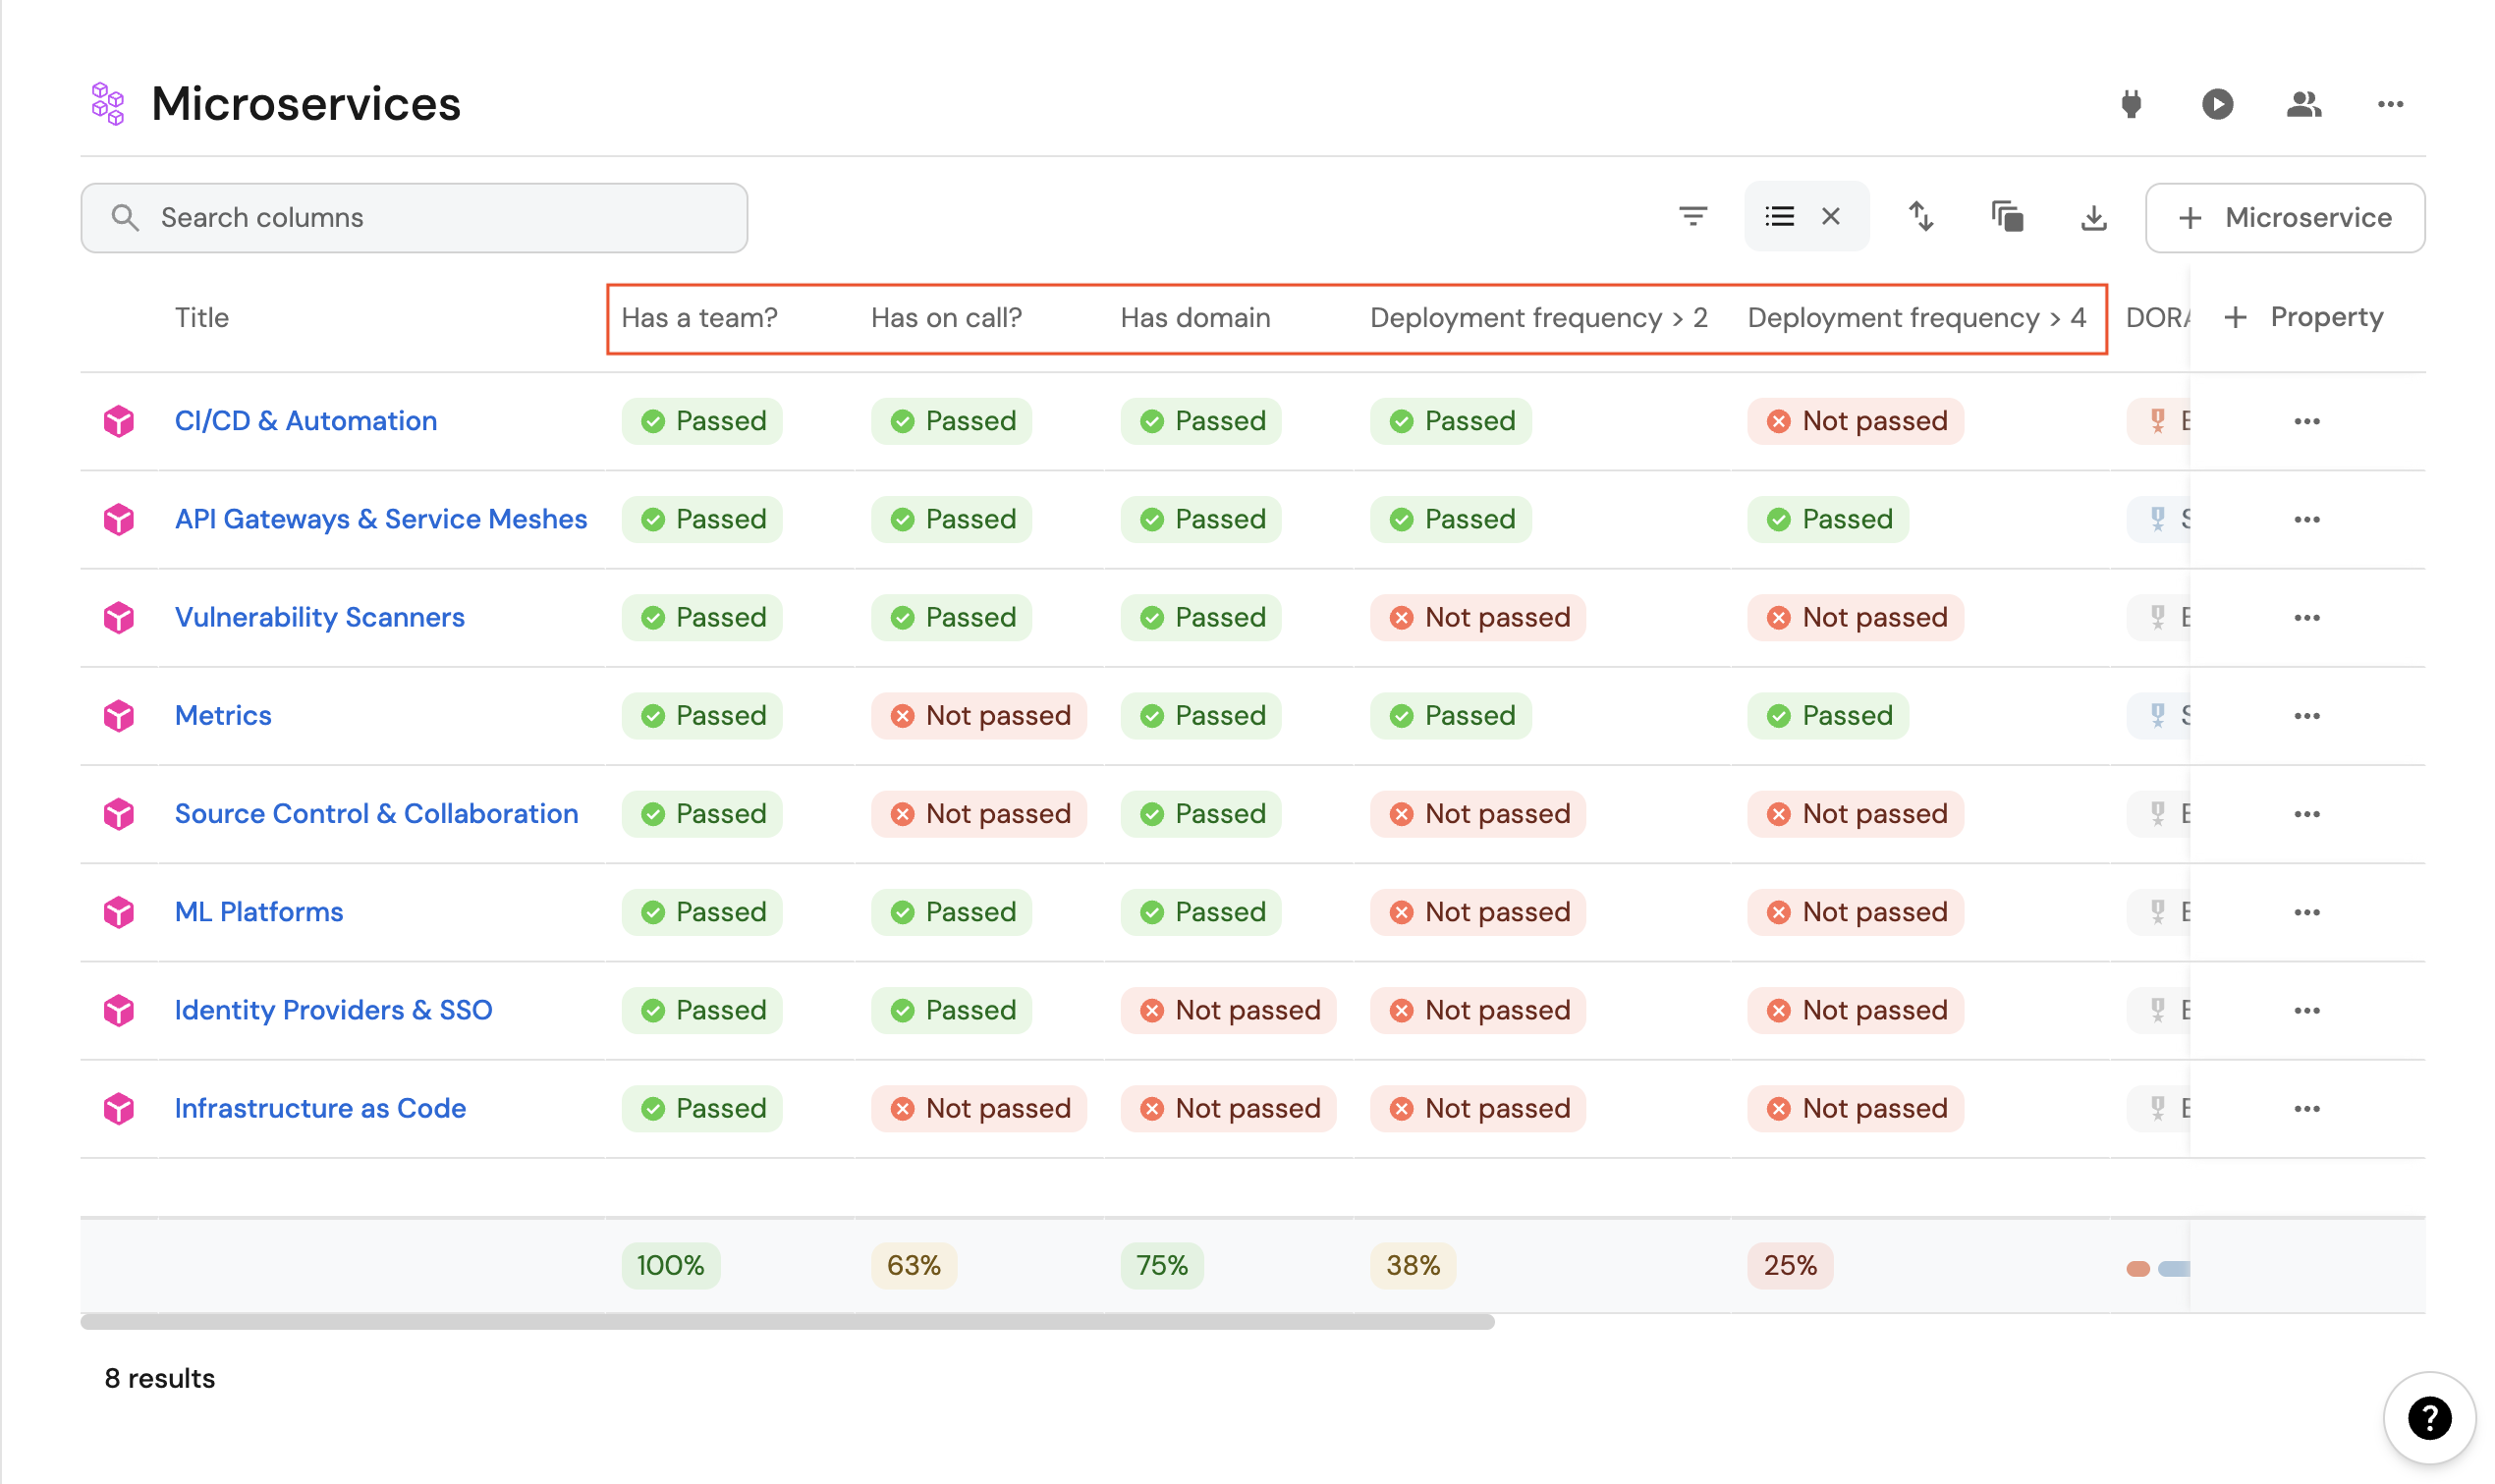 Microservices
Search columns
+ Microservice
Title Has a team? Has on call? Has domain Deployment frequency > 2 Deployment frequency > 4 + Property
CI/CD & Automation Passed Passed Passed Passed Not passed
API Gateways & Service Meshes Passed Passed Passed Passed Passed
Vulnerability Scanners Passed Passed Passed Not passed Not passed
Metrics Passed Not passed Passed Passed Passed
Source Control & Collaboration Passed Not passed Passed Not passed Not passed
ML Platforms Passed Passed Passed Not passed Not passed
Identity Providers & SSO Passed Passed Not passed Not passed Not passed
Infrastructure as Code Passed Not passed Not passed Not passed Not passed
100% 63% 75% 38% 25%
8 results